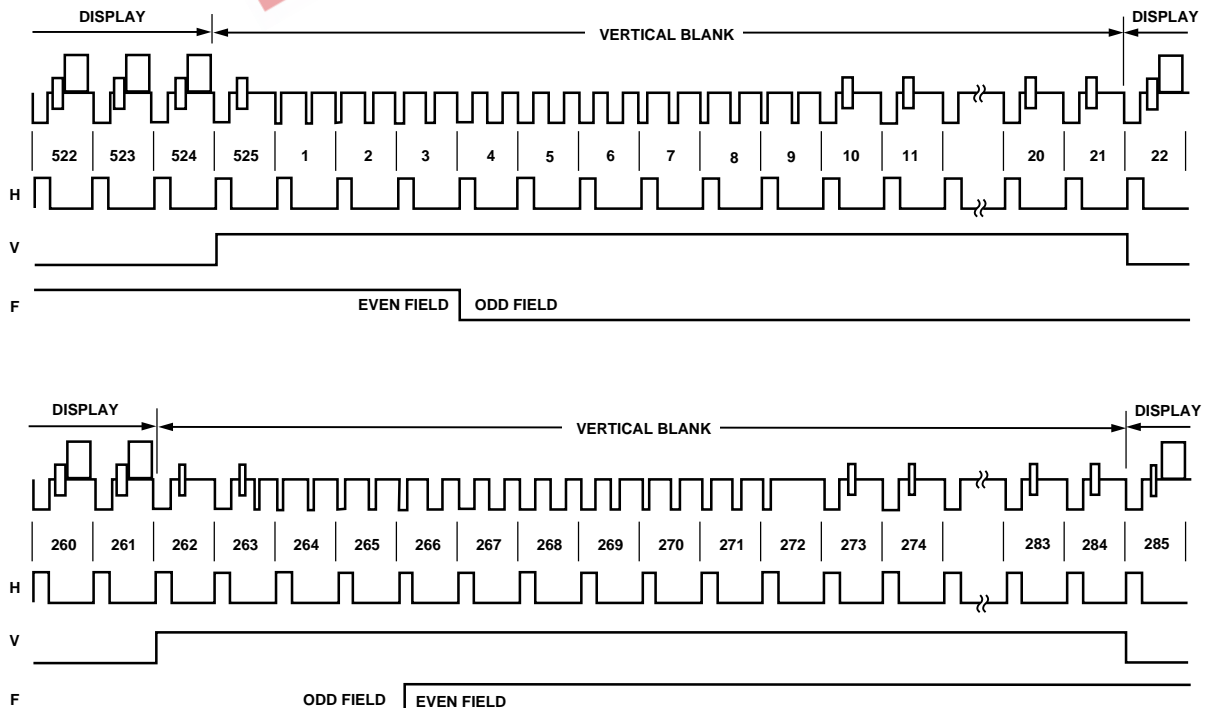 DISPLAY VERTICAL BLANK DISPLAY
522 523 524 525 1 2 3 4 5 6 7 8 9 10 11 20 21 22
H
V
F EVEN FIELD ODD FIELD
DISPLAY VERTICAL BLANK DISPLAY
260 261 262 263 264 265 266 267 268 269 270 271 272 273 274 283 284 285
H
V
F ODD FIELD EVEN FIELD